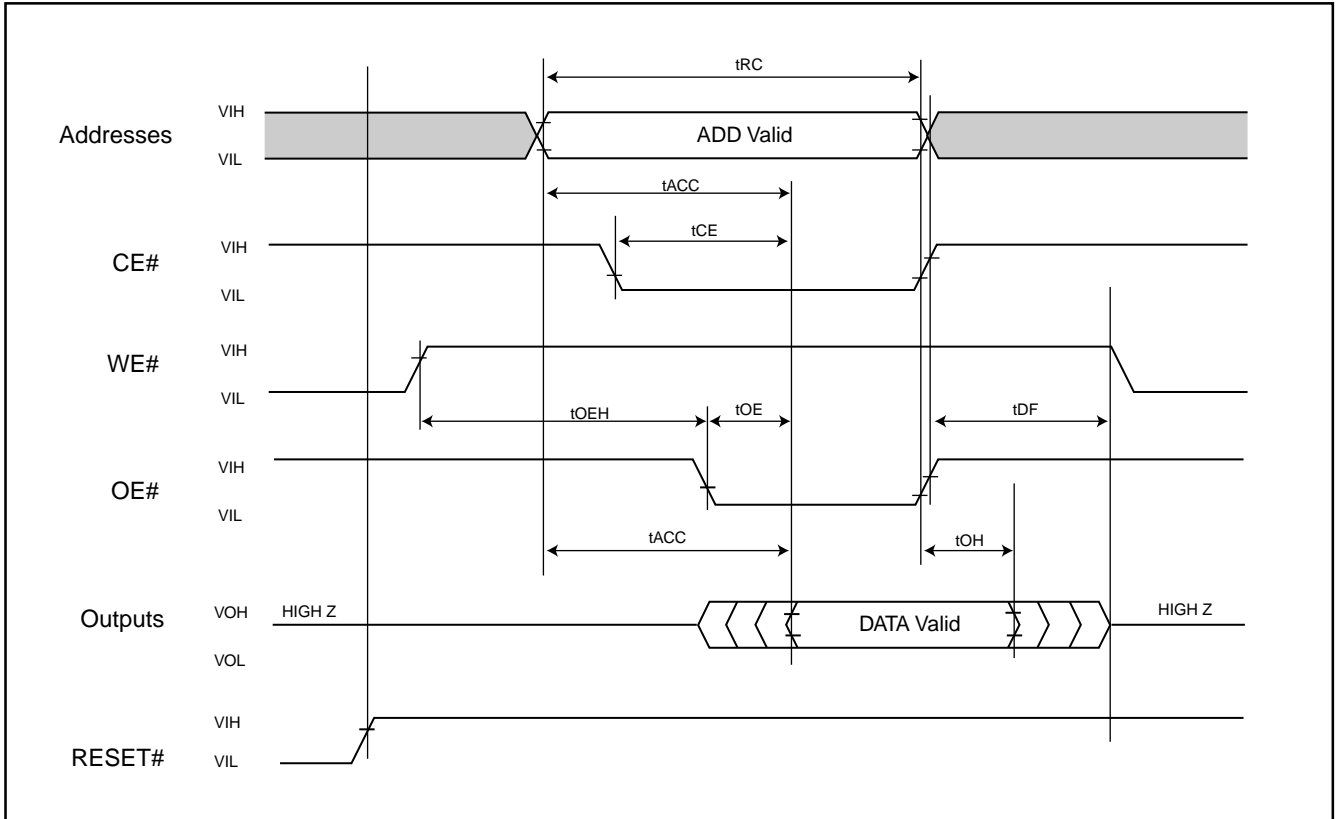 tRC
VIH
Addresses
ADD Valid
VIL
tACC
tCE
VIH
CE#
VIL
VIH
WE#
VIL
tOEH
tOE
tDF
VIH
OE#
VIL
tACC
tOH
HIGH Z
VOH
Outputs
DATA Valid
HIGH Z
VOL
VIH
RESET#
VIL